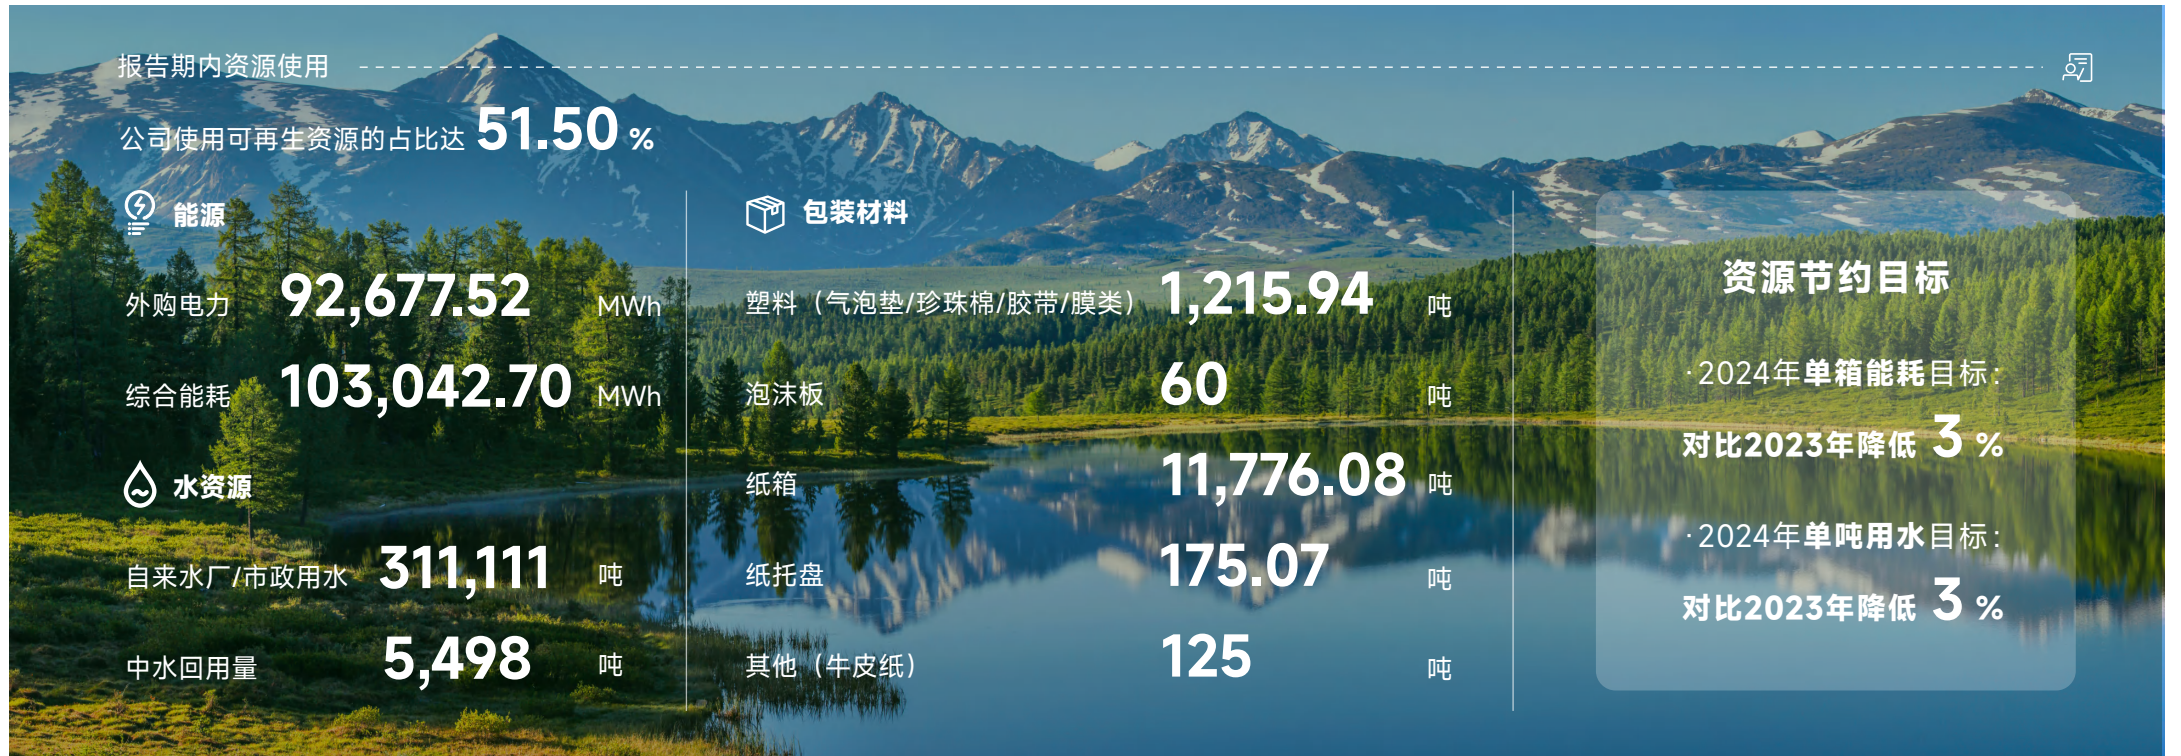 报告期内资源使用
公司使用可再生资源的占比达 51.50 %
能源
外购电力 92,677.52 MWh
综合能耗 103,042.70 MWh
水资源
自来水厂/市政用水 311,111 吨
中水回用量 5,498 吨
包装材料
塑料（气泡垫/珍珠棉/胶带/膜类） 1,215.94 吨
泡沫板 60 吨
纸箱 11,776.08 吨
纸托盘 175.07 吨
其他（牛皮纸） 125 吨
资源节约目标
·2024年单箱能耗目标：
对比2023年降低 3 %
·2024年单吨用水目标：
对比2023年降低 3 %